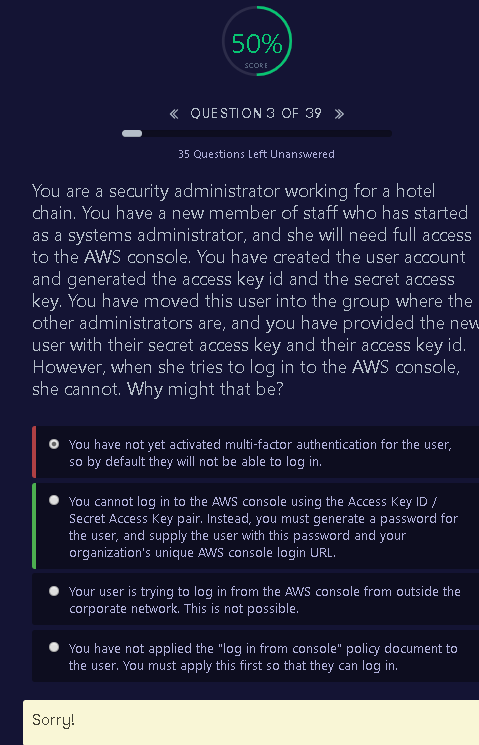 50%
SCORE
« QUESTION 3 OF 39 »
35 Questions Left Unanswered
You are a security administrator working for a hotel
chain. You have a new member of staff who has started
as a systems administrator, and she will need full access
to the AWS console. You have created the user account
and generated the access key id and the secret access
key. You have moved this user into the group where the
other administrators are, and you have provided the new
user with their secret access key and their access key id.
However, when she tries to log in to the AWS console,
she cannot. Why might that be?
You have not yet activated multi-factor authentication for the user,
so by default they will not be able to log in.
You cannot log in to the AWS console using the Access Key ID /
Secret Access Key pair. Instead, you must generate a password for
the user, and supply the user with this password and your
organization's unique AWS console login URL.
Your user is trying to log in from the AWS console from outside the
corporate network. This is not possible.
You have not applied the "log in from console" policy document to
the user. You must apply this first so that they can log in.
Sorry!